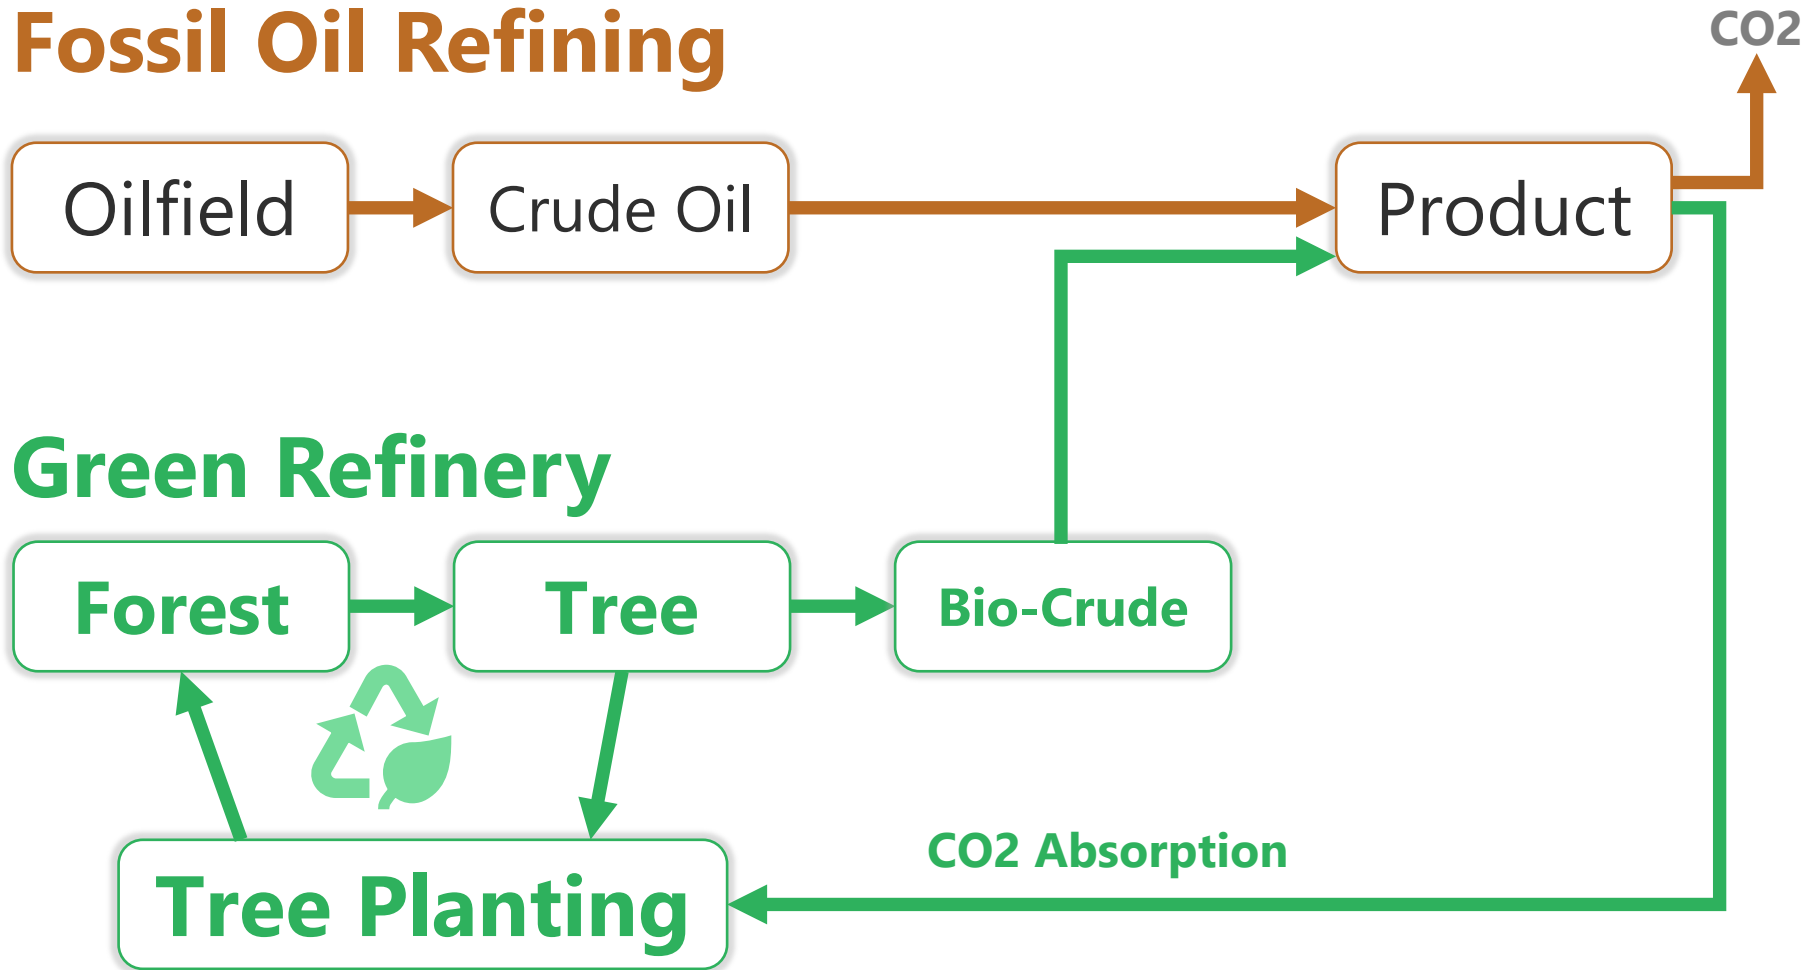 Fossil Oil Refining
CO2
Oilfield
Crude Oil
Product
Green Refinery
Forest
Tree
Bio-Crude
CO2 Absorption
Tree Planting